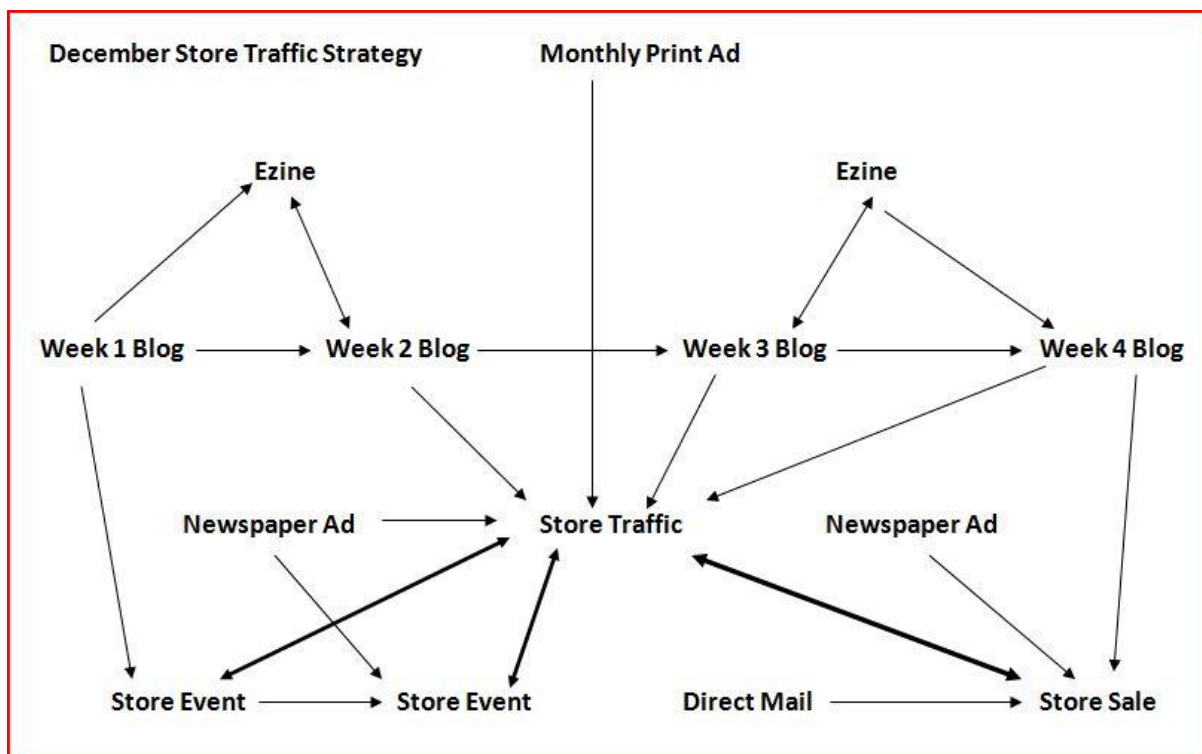 December Store Traffic Strategy
Monthly Print Ad
Ezine
Ezine
Week 1 Blog
Week 2 Blog
Week 3 Blog
Week 4 Blog
Newspaper Ad
Store Traffic
Newspaper Ad
Store Event
Store Event
Direct Mail
Store Sale